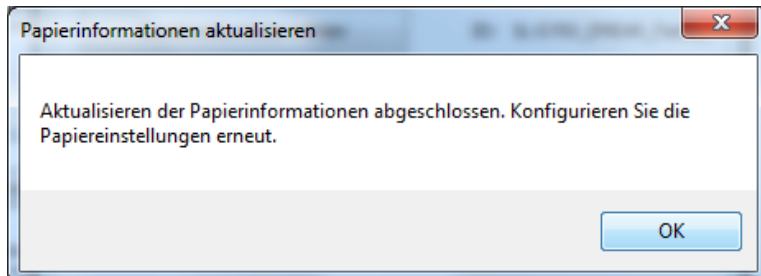 Papierinformationen aktualisieren
Aktualisieren der Papierinformationen abgeschlossen. Konfigurieren Sie die
Papiereinstellungen erneut.
OK